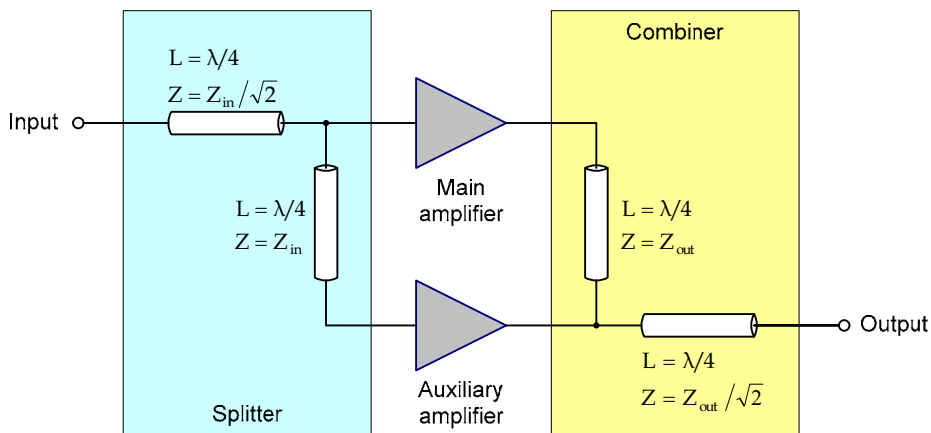 Combiner
L = λ/4
Z = Z_in/√2
Input
Main
amplifier
L = λ/4
Z = Z_in
L = λ/4
Z = Z_out
Output
Auxiliary
amplifier
L = λ/4
Z = Z_out/√2
Splitter